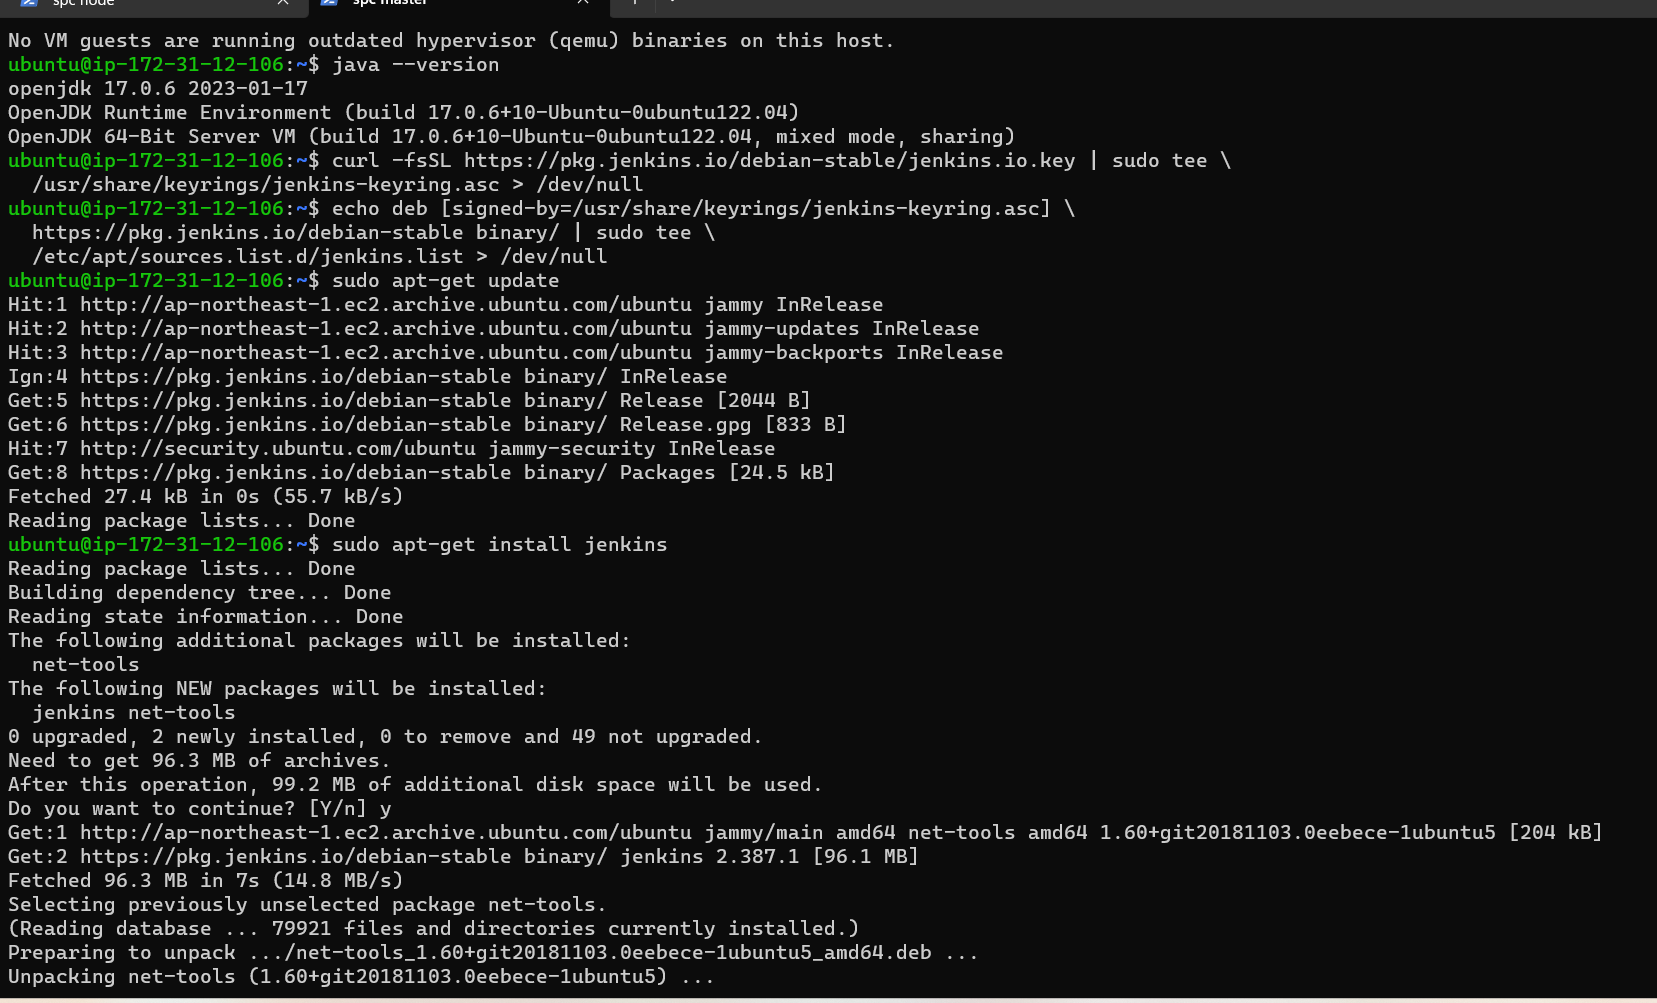 spc node
spc master
No VM guests are running outdated hypervisor (qemu) binaries on this host.
ubuntu@ip-172-31-12-106:~$ java --version
openjdk 17.0.6 2023-01-17
OpenJDK Runtime Environment (build 17.0.6+10-Ubuntu-0ubuntu122.04)
OpenJDK 64-Bit Server VM (build 17.0.6+10-Ubuntu-0ubuntu122.04, mixed mode, sharing)
ubuntu@ip-172-31-12-106:~$ curl -fsSL https://pkg.jenkins.io/debian-stable/jenkins.io.key | sudo tee \
  /usr/share/keyrings/jenkins-keyring.asc > /dev/null
ubuntu@ip-172-31-12-106:~$ echo deb [signed-by=/usr/share/keyrings/jenkins-keyring.asc] \
  https://pkg.jenkins.io/debian-stable binary/ | sudo tee \
  /etc/apt/sources.list.d/jenkins.list > /dev/null
ubuntu@ip-172-31-12-106:~$ sudo apt-get update
Hit:1 http://ap-northeast-1.ec2.archive.ubuntu.com/ubuntu jammy InRelease
Hit:2 http://ap-northeast-1.ec2.archive.ubuntu.com/ubuntu jammy-updates InRelease
Hit:3 http://ap-northeast-1.ec2.archive.ubuntu.com/ubuntu jammy-backports InRelease
Ign:4 https://pkg.jenkins.io/debian-stable binary/ InRelease
Get:5 https://pkg.jenkins.io/debian-stable binary/ Release [2044 B]
Get:6 https://pkg.jenkins.io/debian-stable binary/ Release.gpg [833 B]
Hit:7 http://security.ubuntu.com/ubuntu jammy-security InRelease
Get:8 https://pkg.jenkins.io/debian-stable binary/ Packages [24.5 kB]
Fetched 27.4 kB in 0s (55.7 kB/s)
Reading package lists... Done
ubuntu@ip-172-31-12-106:~$ sudo apt-get install jenkins
Reading package lists... Done
Building dependency tree... Done
Reading state information... Done
The following additional packages will be installed:
  net-tools
The following NEW packages will be installed:
  jenkins net-tools
0 upgraded, 2 newly installed, 0 to remove and 49 not upgraded.
Need to get 96.3 MB of archives.
After this operation, 99.2 MB of additional disk space will be used.
Do you want to continue? [Y/n] y
Get:1 http://ap-northeast-1.ec2.archive.ubuntu.com/ubuntu jammy/main amd64 net-tools amd64 1.60+git20181103.0eebece-1ubuntu5 [204 kB]
Get:2 https://pkg.jenkins.io/debian-stable binary/ jenkins 2.387.1 [96.1 MB]
Fetched 96.3 MB in 7s (14.8 MB/s)
Selecting previously unselected package net-tools.
(Reading database ... 79921 files and directories currently installed.)
Preparing to unpack .../net-tools_1.60+git20181103.0eebece-1ubuntu5_amd64.deb ...
Unpacking net-tools (1.60+git20181103.0eebece-1ubuntu5) ...